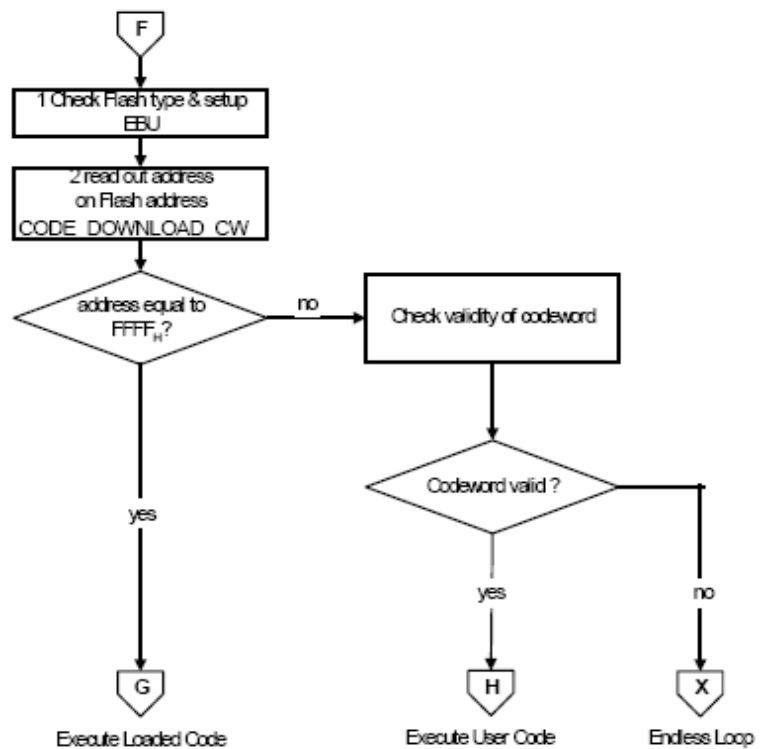 F
1 Check Flash type & setup
EBU
2 read out address
on Flash address
CODE_DOWNLOAD_CW
address equal to
FFFFH?
no
Check validity of codeword
Codeword valid ?
yes
yes
no
G
H
X
Execute Loaded Code
Execute User Code
Endless Loop